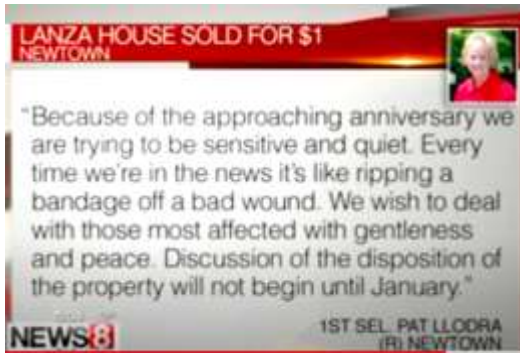 LANZA HOUSE SOLD FOR $1
NEWTOWN
"Because of the approaching anniversary we
are trying to be sensitive and quiet. Every
time we're in the news it's like ripping a
bandage off a bad wound. We wish to deal
with those most affected with gentleness
and peace. Discussion of the disposition of
the property will not begin until January."
1ST SEL. PAT LLODRA
(R) NEWTOWN
NEWS 8